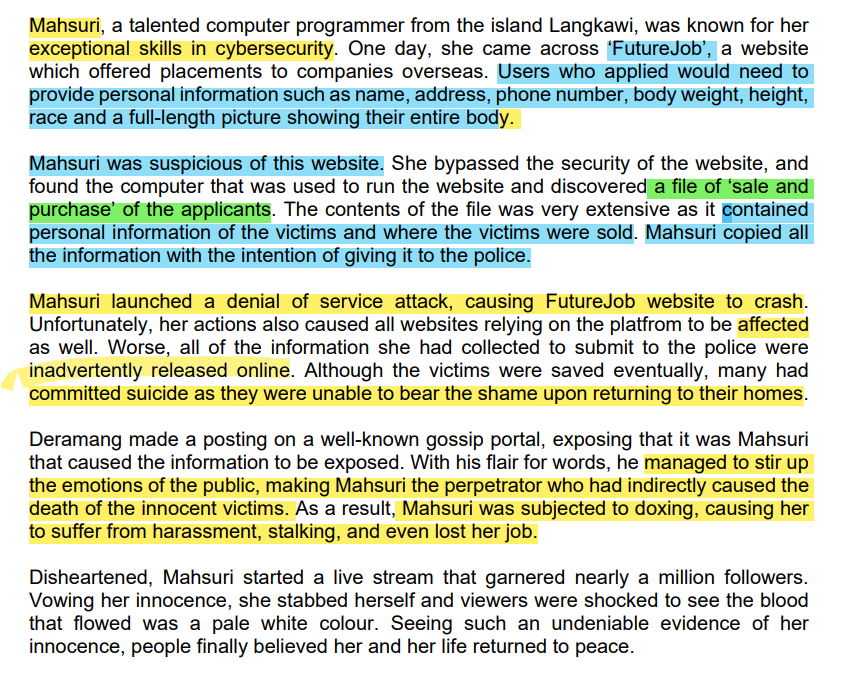 Mahsuri, a talented computer programmer from the island Langkawi, was known for her
exceptional skills in cybersecurity. One day, she came across ‘FutureJob’, a website
which offered placements to companies overseas. Users who applied would need to
provide personal information such as name, address, phone number, body weight, height,
race and a full-length picture showing their entire body.
Mahsuri was suspicious of this website. She bypassed the security of the website, and
found the computer that was used to run the website and discovered a file of ‘sale and
purchase’ of the applicants. The contents of the file was very extensive as it contained
personal information of the victims and where the victims were sold. Mahsuri copied all
the information with the intention of giving it to the police.
Mahsuri launched a denial of service attack, causing FutureJob website to crash.
Unfortunately, her actions also caused all websites relying on the platfrom to be affected
as well. Worse, all of the information she had collected to submit to the police were
inadvertently released online. Although the victims were saved eventually, many had
committed suicide as they were unable to bear the shame upon returning to their homes.
Deramang made a posting on a well-known gossip portal, exposing that it was Mahsuri
that caused the information to be exposed. With his flair for words, he managed to stir up
the emotions of the public, making Mahsuri the perpetrator who had indirectly caused the
death of the innocent victims. As a result, Mahsuri was subjected to doxing, causing her
to suffer from harassment, stalking, and even lost her job.
Disheartened, Mahsuri started a live stream that garnered nearly a million followers.
Vowing her innocence, she stabbed herself and viewers were shocked to see the blood
that flowed was a pale white colour. Seeing such an undeniable evidence of her
innocence, people finally believed her and her life returned to peace.